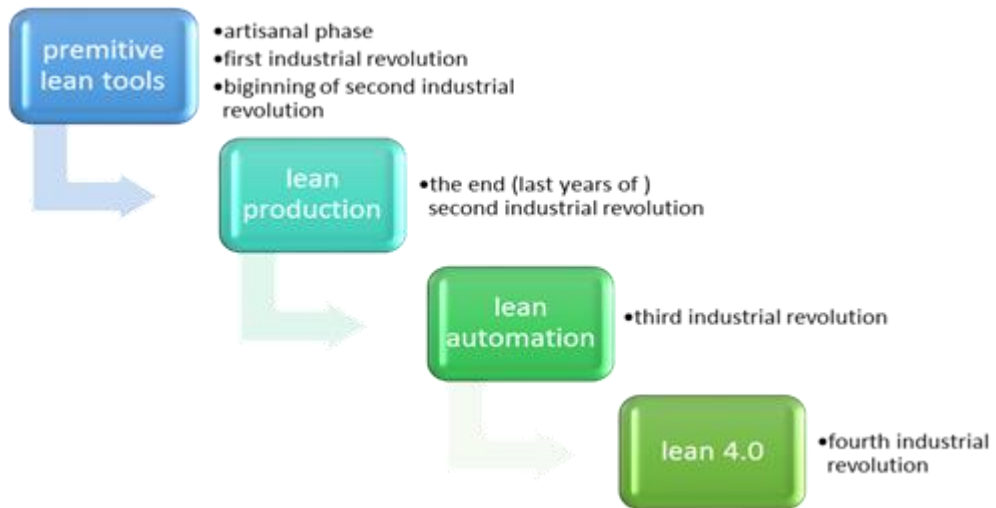 premitive
lean tools
•artisanal phase
•first industrial revolution
•biginning of second industrial
revolution
lean
production
•the end (last years of )
second industrial revolution
lean
automation
•third industrial revolution
lean 4.0
•fourth industrial
revolution